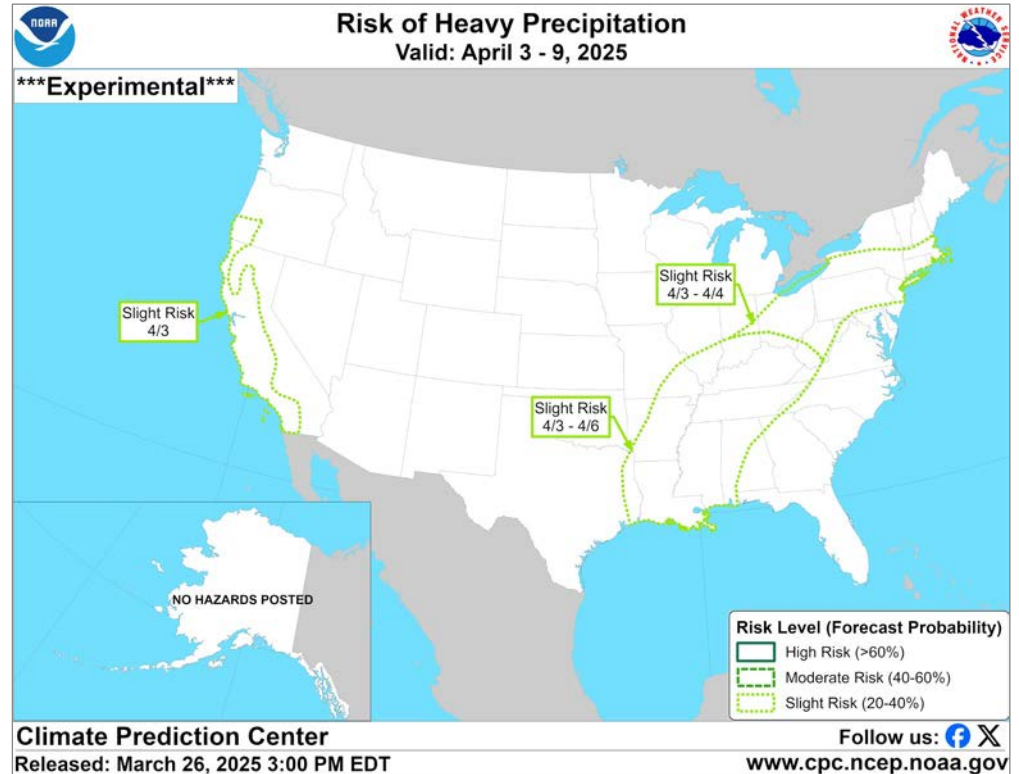 NOAA
Risk of Heavy Precipitation
Valid: April 3 - 9, 2025
NATIONAL WEATHER SERVICE
***Experimental***
Slight Risk
4/3 - 4/4
Slight Risk
4/3
Slight Risk
4/3 - 4/6
NO HAZARDS POSTED
Risk Level (Forecast Probability)
High Risk (>60%)
Moderate Risk (40-60%)
Slight Risk (20-40%)
Climate Prediction Center
Follow us:
Released: March 26, 2025 3:00 PM EDT
www.cpc.ncep.noaa.gov